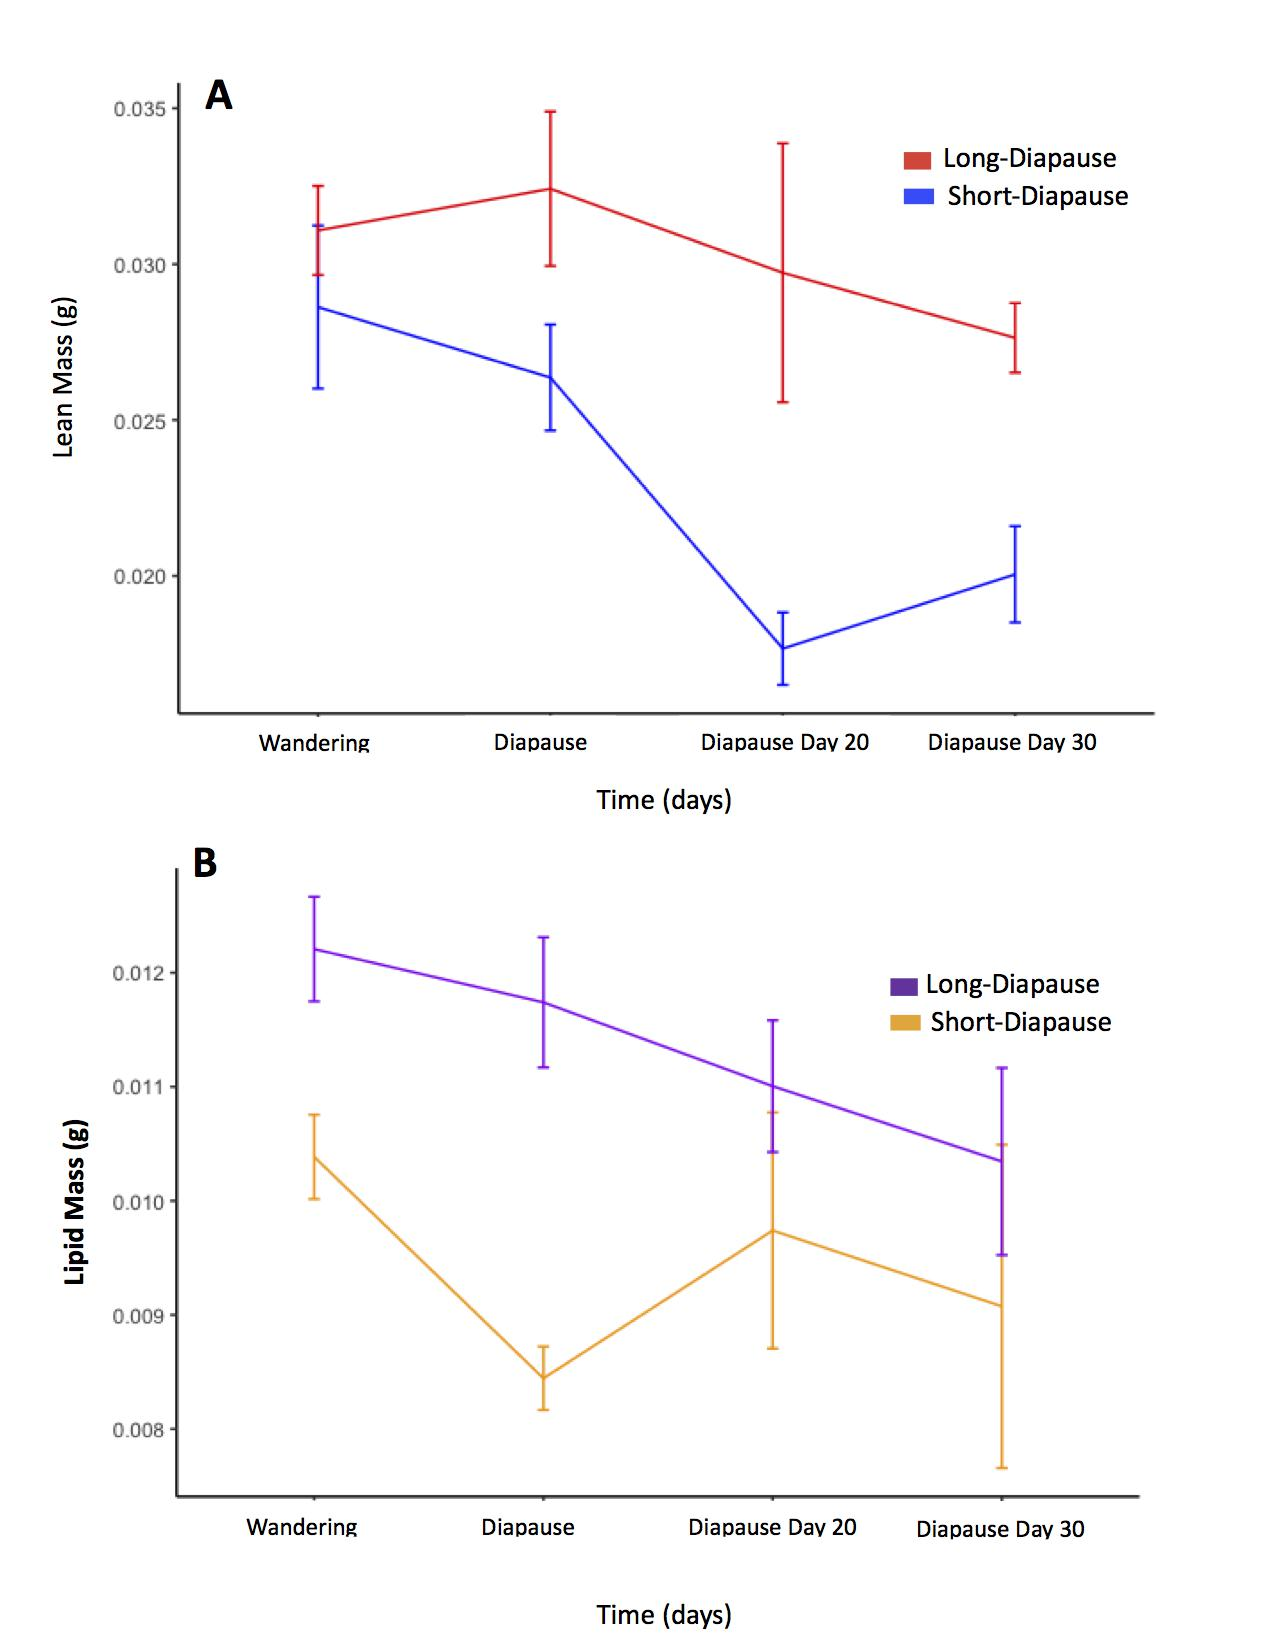 A
0.035
Long-Diapause
Short-Diapause
0.030
Lean Mass (g)
0.025
0.020
Wandering Diapause Diapause Day 20 Diapause Day 30
Time (days)
B
0.012
Long-Diapause
Short-Diapause
0.011
Lipid Mass (g)
0.010
0.009
0.008
Wandering Diapause Diapause Day 20 Diapause Day 30
Time (days)